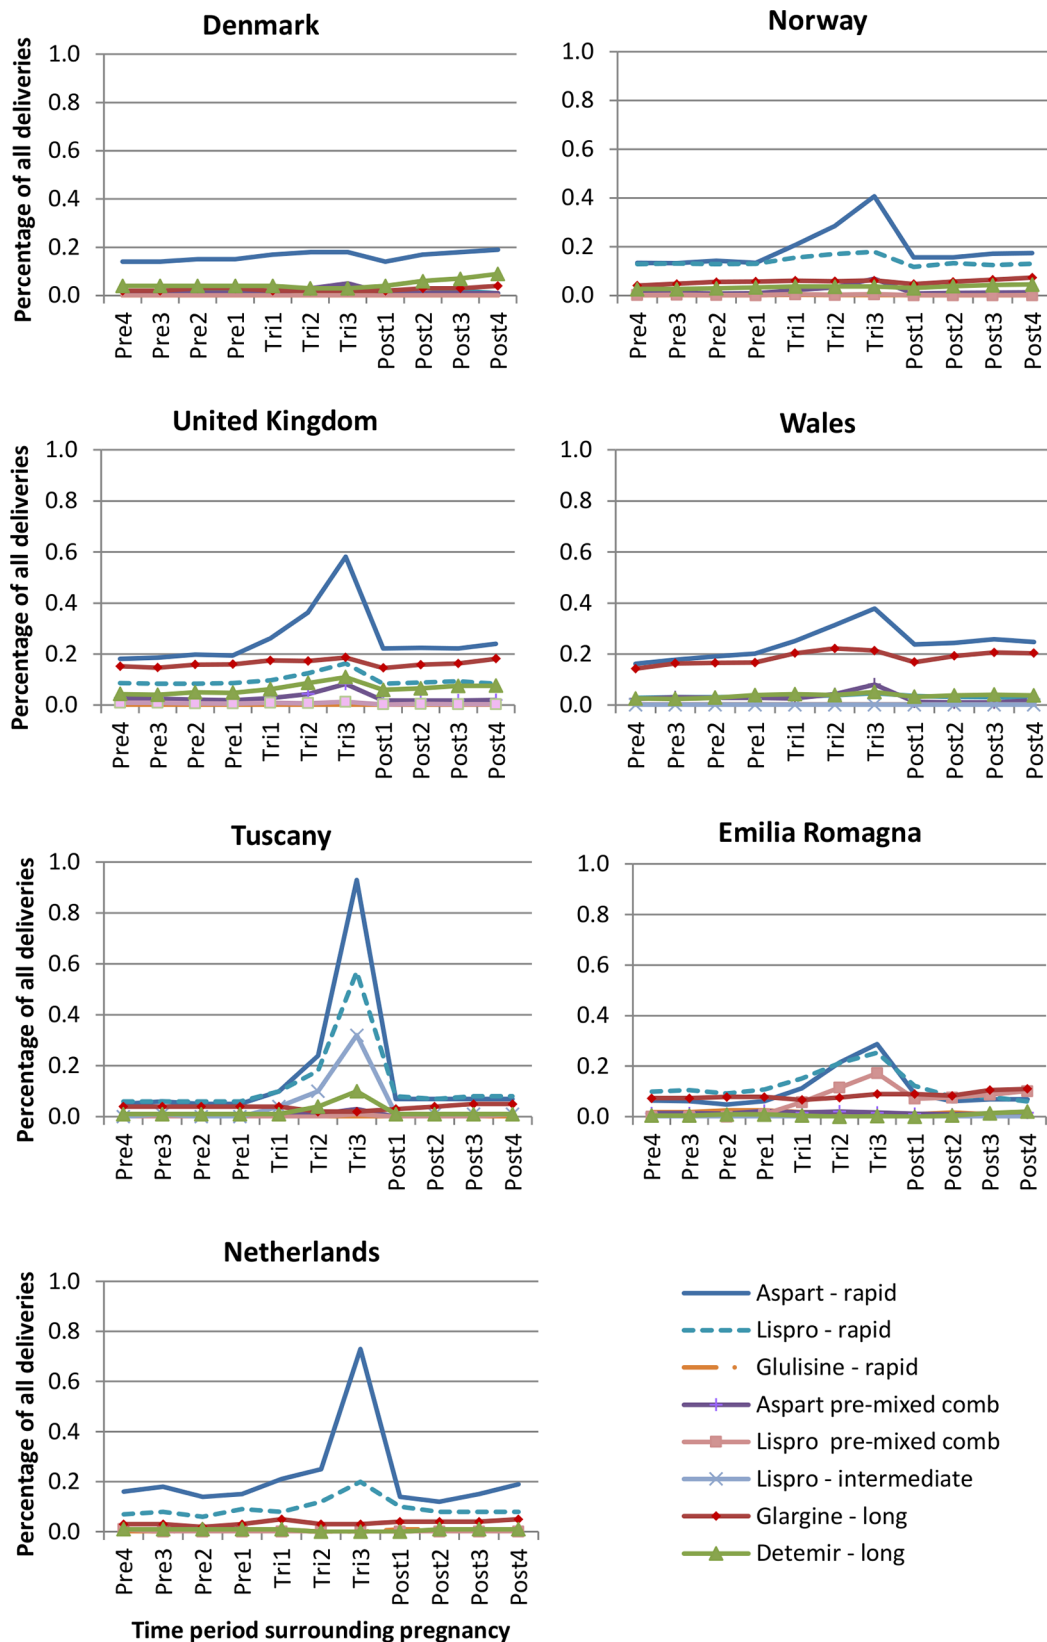 Denmark
Percentage of all deliveries
1.0
0.8
0.6
0.4
0.2
0.0
Pre4 Pre3 Pre2 Pre1 Tri1 Tri2 Tri3 Post1 Post2 Post3 Post4
Norway
1.0
0.8
0.6
0.4
0.2
0.0
Pre4 Pre3 Pre2 Pre1 Tri1 Tri2 Tri3 Post1 Post2 Post3 Post4
United Kingdom
Percentage of all deliveries
1.0
0.8
0.6
0.4
0.2
0.0
Pre4 Pre3 Pre2 Pre1 Tri1 Tri2 Tri3 Post1 Post2 Post3 Post4
Wales
1.0
0.8
0.6
0.4
0.2
0.0
Pre4 Pre3 Pre2 Pre1 Tri1 Tri2 Tri3 Post1 Post2 Post3 Post4
Tuscany
Percentage of all deliveries
1.0
0.8
0.6
0.4
0.2
0.0
Pre4 Pre3 Pre2 Pre1 Tri1 Tri2 Tri3 Post1 Post2 Post3 Post4
Emilia Romagna
1.0
0.8
0.6
0.4
0.2
0.0
Pre4 Pre3 Pre2 Pre1 Tri1 Tri2 Tri3 Post1 Post2 Post3 Post4
Netherlands
Percentage of all deliveries
1.0
0.8
0.6
0.4
0.2
0.0
Pre4 Pre3 Pre2 Pre1 Tri1 Tri2 Tri3 Post1 Post2 Post3 Post4
Time period surrounding pregnancy
Aspart - rapid
Lispro - rapid
Glulisine - rapid
Aspart pre-mixed comb
Lispro pre-mixed comb
Lispro - intermediate
Glargine - long
Detemir - long